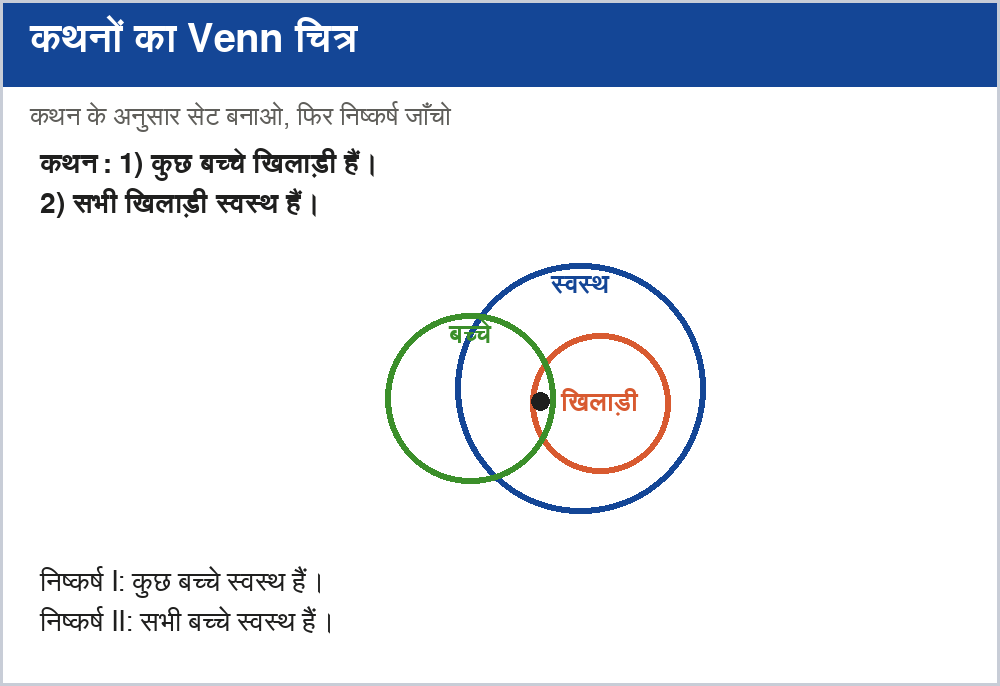 कथनों का Venn चित्र
कथन के अनुसार सेट बनाओ, फिर निष्कर्ष जाँचो
कथन : 1) कुछ बच्चे खिलाड़ी हैं।
2) सभी खिलाड़ी स्वस्थ हैं।
स्वस्थ
बच्चे
खिलाड़ी
निष्कर्ष I: कुछ बच्चे स्वस्थ हैं।
निष्कर्ष II: सभी बच्चे स्वस्थ हैं।